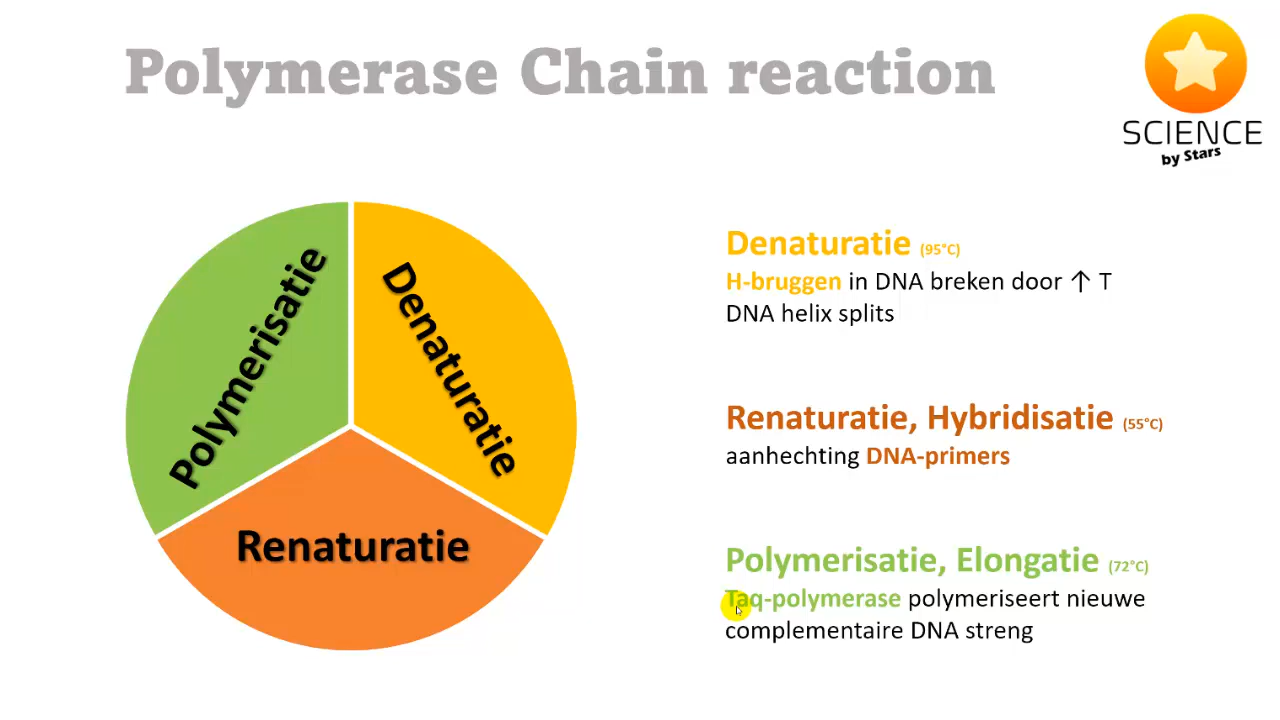 Polymerase Chain reaction
SCIENCE
by Stars
Polymerisatie
Denaturatie
Renaturatie
Denaturatie (95°C)
H-bruggen in DNA breken door ↑ T
DNA helix splits
Renaturatie, Hybridisatie (55°C)
aanhechting DNA-primers
Polymerisatie, Elongatie (72°C)
Taq-polymerase polymeriseert nieuwe
complementaire DNA streng